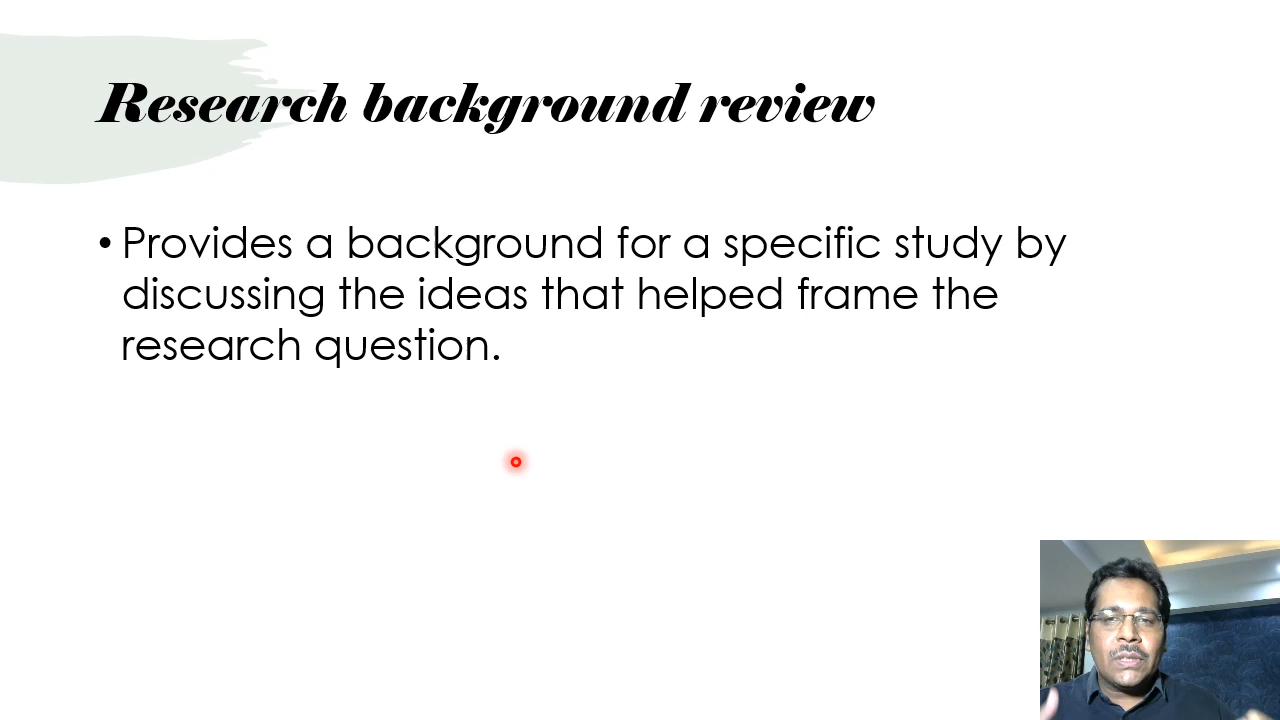 Research background review
• Provides a background for a specific study by
discussing the ideas that helped frame the
research question.